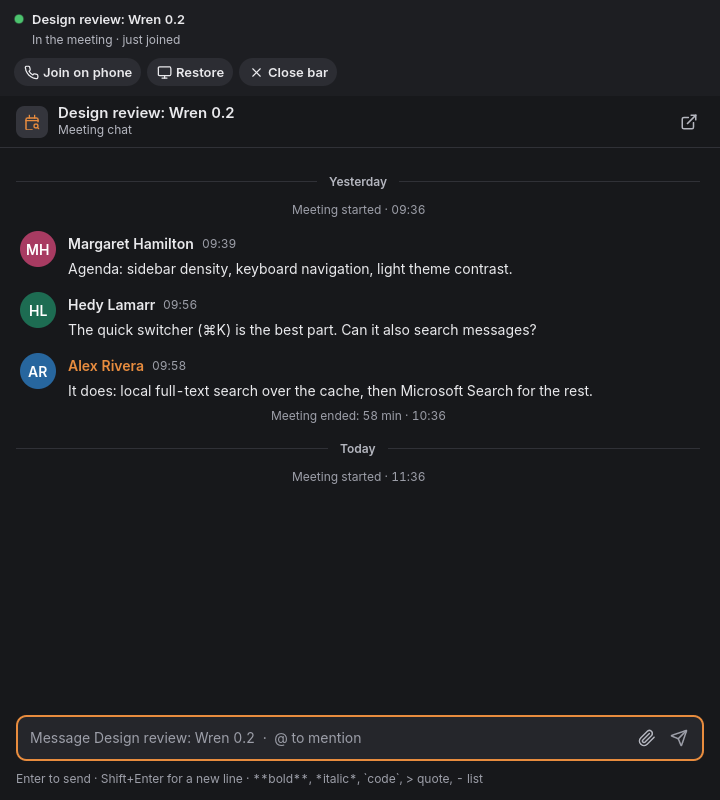 Design review: Wren 0.2
In the meeting · just joined
Join on phone
Restore
Close bar
Design review: Wren 0.2
Meeting chat
Yesterday
Meeting started · 09:36
MH
Margaret Hamilton 09:39
Agenda: sidebar density, keyboard navigation, light theme contrast.
HL
Hedy Lamarr 09:56
The quick switcher (⌘K) is the best part. Can it also search messages?
AR
Alex Rivera 09:58
It does: local full-text search over the cache, then Microsoft Search for the rest.
Meeting ended: 58 min · 10:36
Today
Meeting started · 11:36
Message Design review: Wren 0.2 · @ to mention
Enter to send · Shift+Enter for a new line · **bold**, *italic*, `code`, > quote, - list